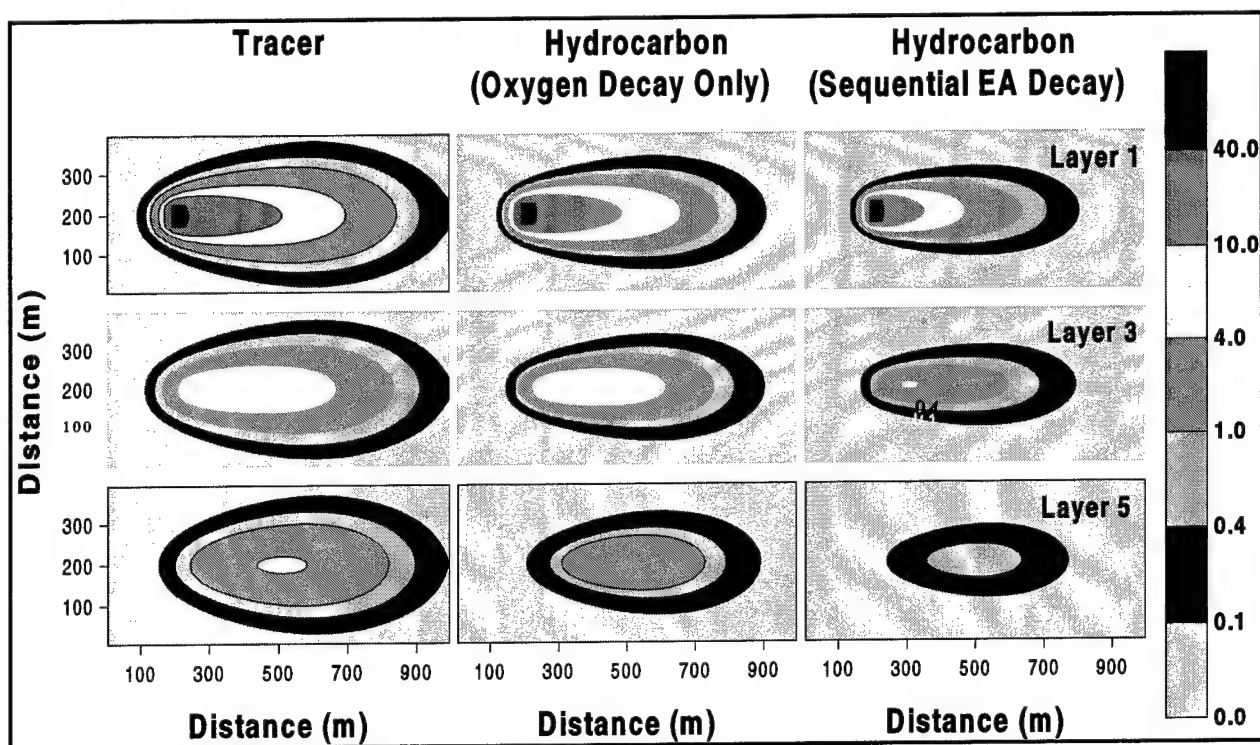 Tracer
Hydrocarbon
(Oxygen Decay Only)
Hydrocarbon
(Sequential EA Decay)
Distance (m)
300
200
100
Layer 1
300
200
100
Layer 3
0.1
300
200
100
Layer 5
100 300 500 700 900
100 300 500 700 900
100 300 500 700 900
Distance (m)
Distance (m)
Distance (m)
40.0
10.0
4.0
1.0
0.4
0.1
0.0